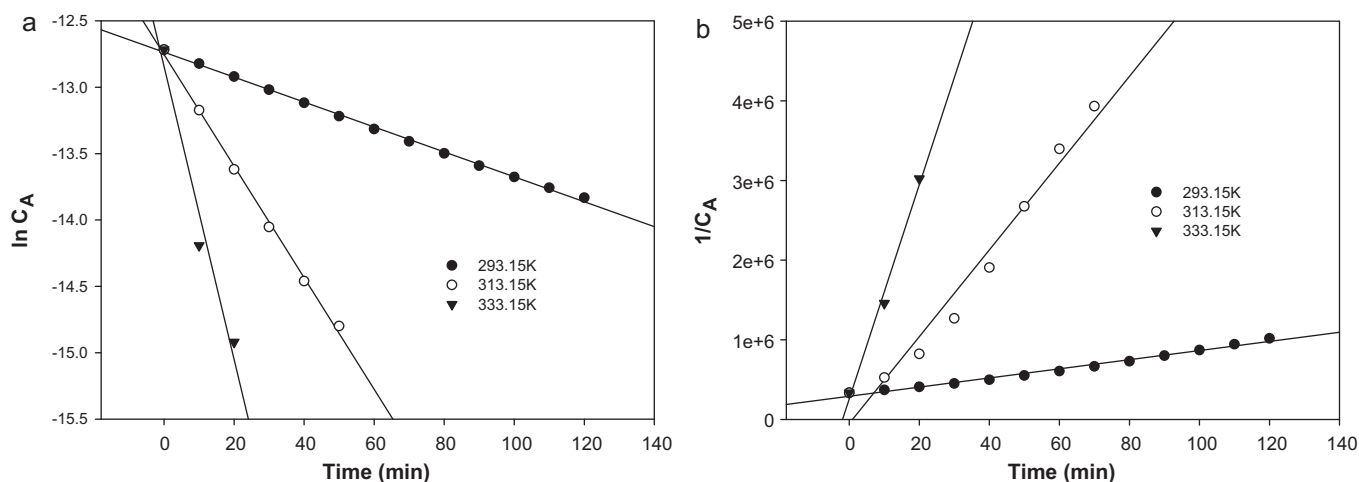 a
ln C_A
-12.5
-13.0
-13.5
-14.0
-14.5
-15.0
-15.5
293.15K
313.15K
333.15K
0 20 40 60 80 100 120 140
Time (min)
b
1/C_A
5e+6
4e+6
3e+6
2e+6
1e+6
0
293.15K
313.15K
333.15K
0 20 40 60 80 100 120 140
Time (min)